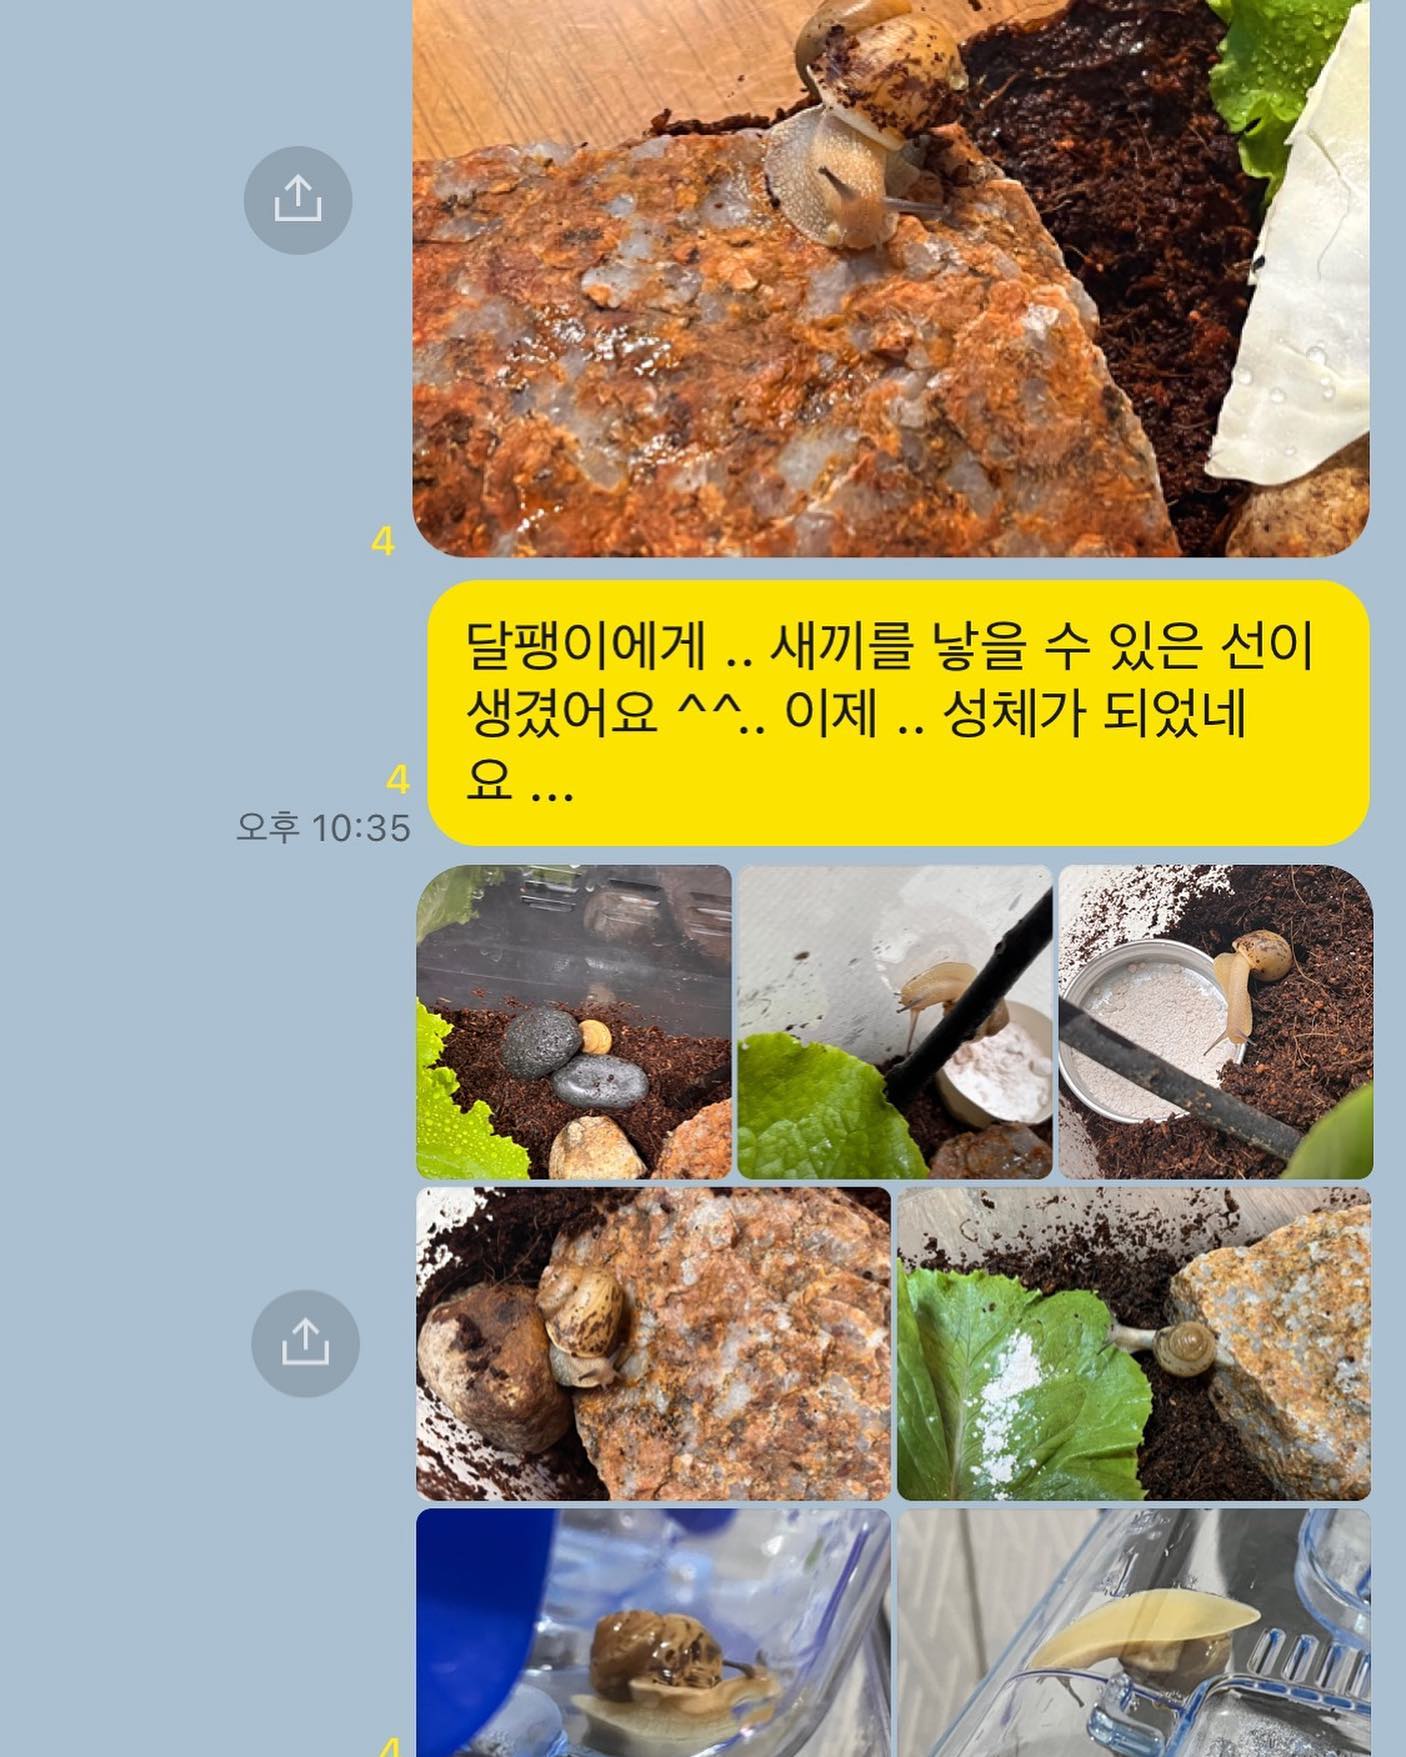 4
달팽이에게 .. 새끼를 낳을 수 있은 선이
생겼어요 ^^.. 이제 .. 성체가 되었네
요 ...
4
오후 10:35
4